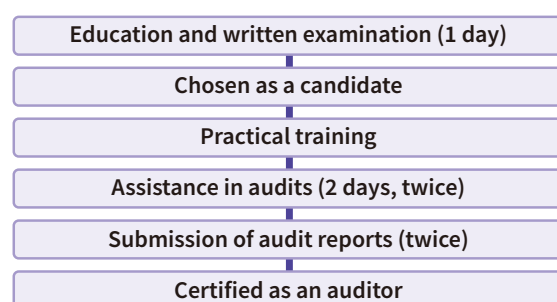 Education and written examination (1 day)
Chosen as a candidate
Practical training
Assistance in audits (2 days, twice)
Submission of audit reports (twice)
Certified as an auditor